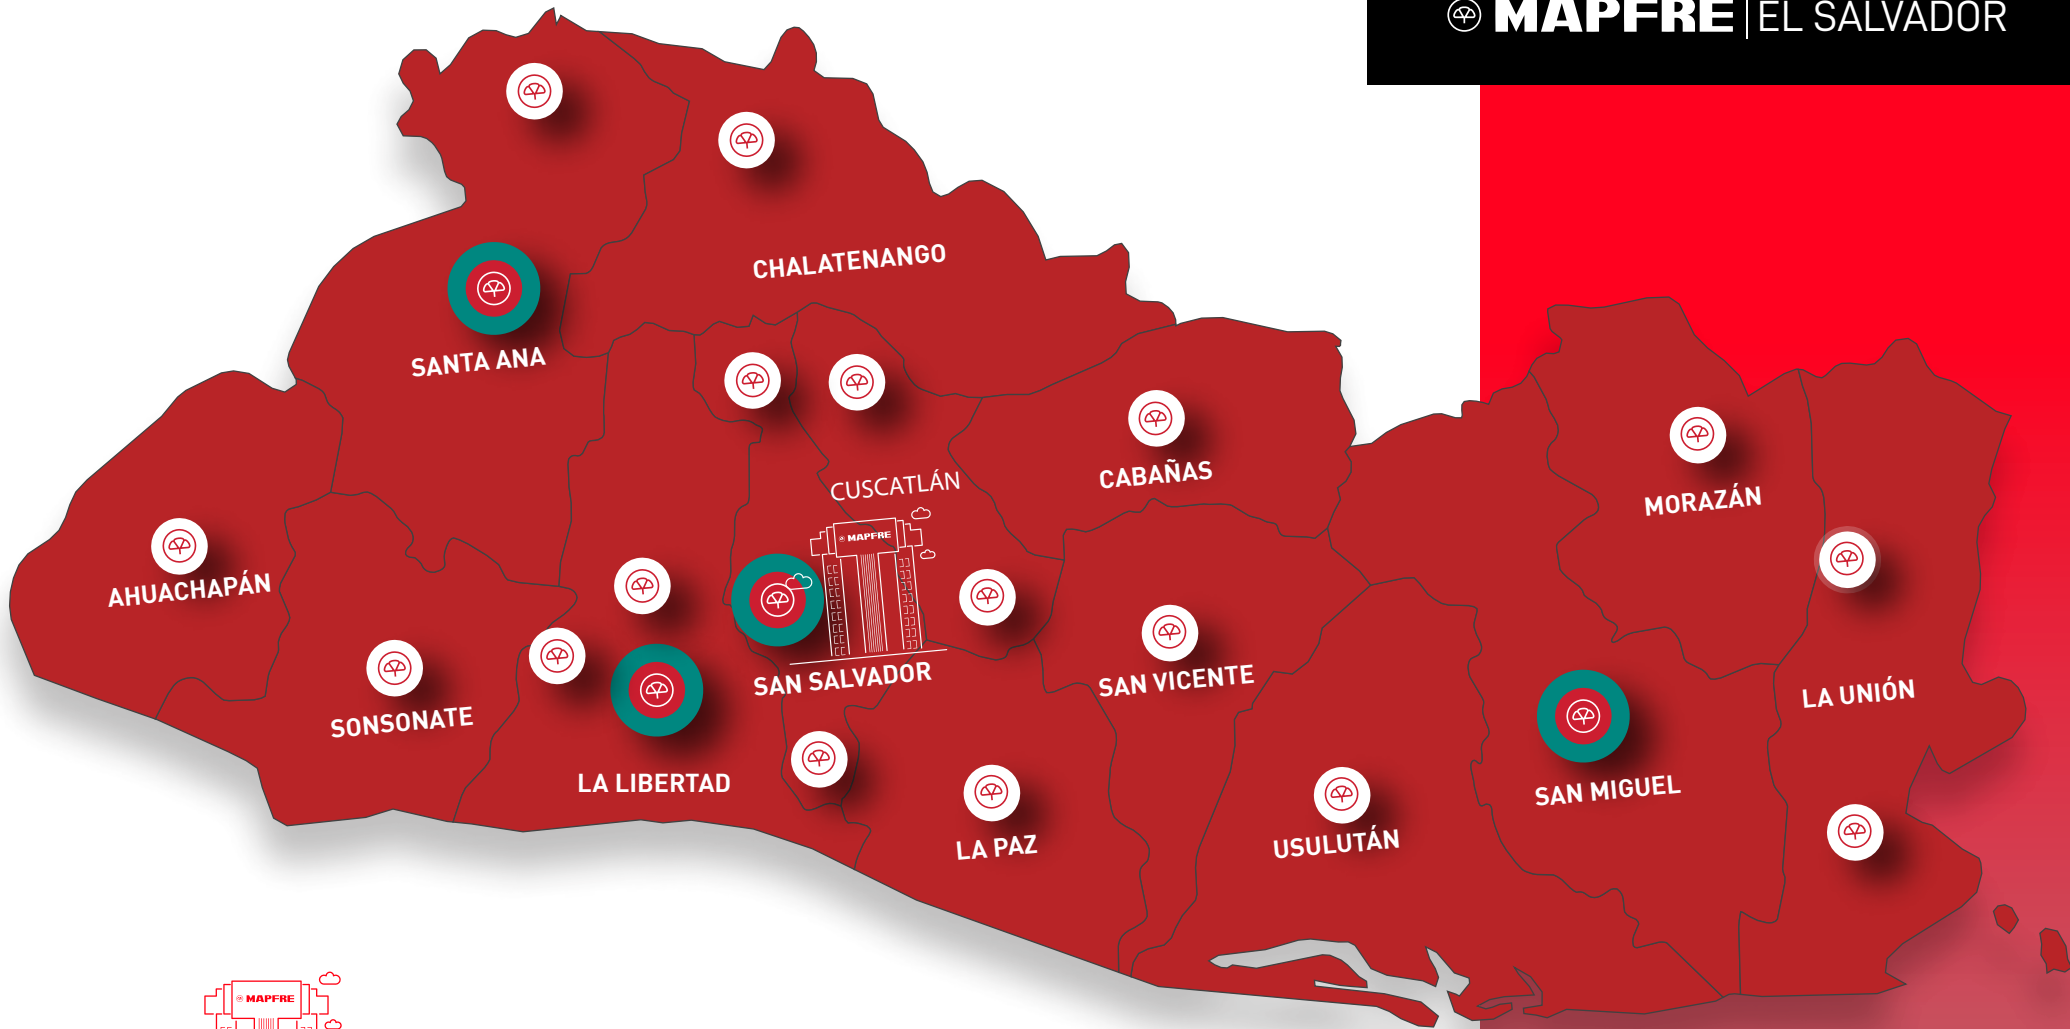 MAPFRE | EL SALVADOR
CHALATENANGO
SANTA ANA
CUSCATLÁN
CABAÑAS
MORAZÁN
MAPFRE
AHUACHAPÁN
SAN SALVADOR
SAN VICENTE
LA UNIÓN
SONSONATE
LA LIBERTAD
SAN MIGUEL
LA PAZ
USULUTÁN
MAPFRE